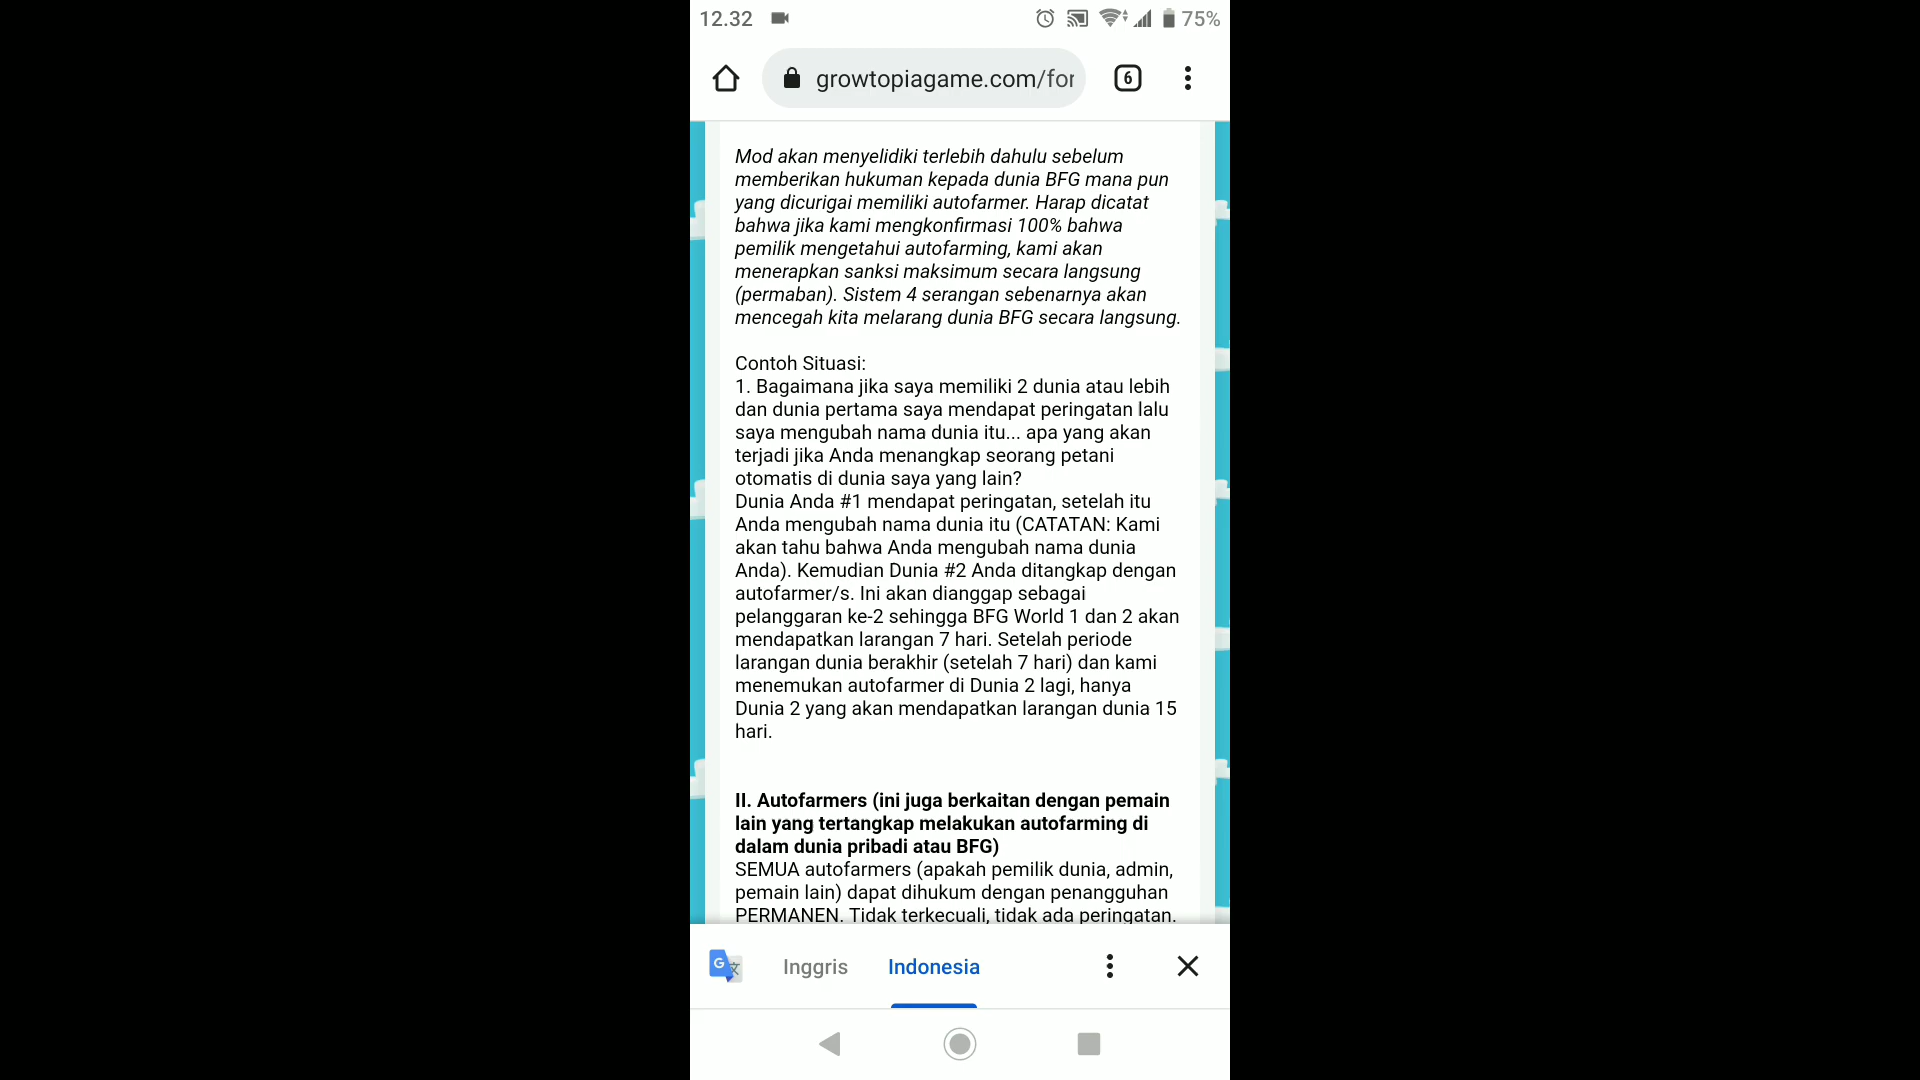 12.32
75%
growtopiagame.com/for
6
Mod akan menyelidiki terlebih dahulu sebelum
memberikan hukuman kepada dunia BFG mana pun
yang dicurigai memiliki autofarmer. Harap dicatat
bahwa jika kami mengkonfirmasi 100% bahwa
pemilik mengetahui autofarming, kami akan
menerapkan sanksi maksimum secara langsung
(permaban). Sistem 4 serangan sebenarnya akan
mencegah kita melarang dunia BFG secara langsung.
Contoh Situasi:
1. Bagaimana jika saya memiliki 2 dunia atau lebih
dan dunia pertama saya mendapat peringatan lalu
saya mengubah nama dunia itu... apa yang akan
terjadi jika Anda menangkap seorang petani
otomatis di dunia saya yang lain?
Dunia Anda #1 mendapat peringatan, setelah itu
Anda mengubah nama dunia itu (CATATAN: Kami
akan tahu bahwa Anda mengubah nama dunia
Anda). Kemudian Dunia #2 Anda ditangkap dengan
autofarmer/s. Ini akan dianggap sebagai
pelanggaran ke-2 sehingga BFG World 1 dan 2 akan
mendapatkan larangan 7 hari. Setelah periode
larangan dunia berakhir (setelah 7 hari) dan kami
menemukan autofarmer di Dunia 2 lagi, hanya
Dunia 2 yang akan mendapatkan larangan dunia 15
hari.
II. Autofarmers (ini juga berkaitan dengan pemain
lain yang tertangkap melakukan autofarming di
dalam dunia pribadi atau BFG)
SEMUA autofarmers (apakah pemilik dunia, admin,
pemain lain) dapat dihukum dengan penangguhan
PERMANEN. Tidak terkecuali, tidak ada peringatan.
Inggris
Indonesia